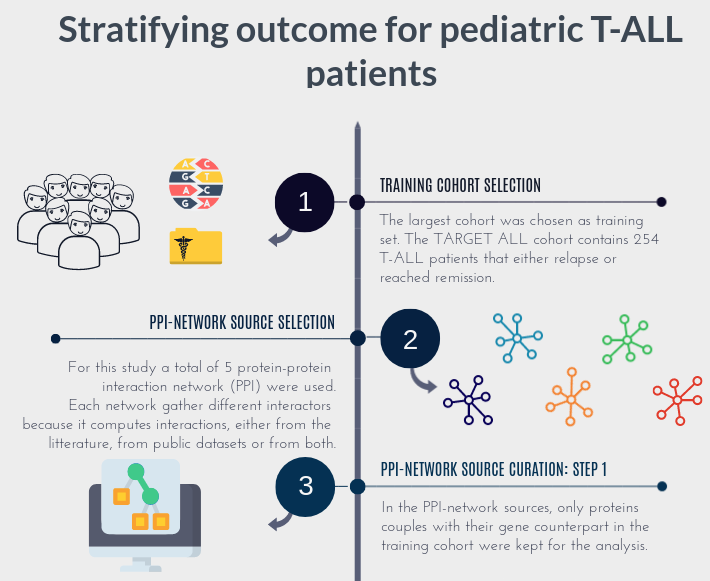 Stratifying outcome for pediatric T-ALL
patients
A C
G T
A C
G A
1
TRAINING COHORT SELECTION
The largest cohort was chosen as training
set. The TARGET ALL cohort contains 254
T-ALL patients that either relapse or
reached remission.
PPI-NETWORK SOURCE SELECTION
2
For this study a total of 5 protein-protein
interaction network (PPI) were used.
Each network gather different interactors
because it computes interactions, either from the
litterature, from public datasets or from both.
3
PPI-NETWORK SOURCE CURATION: STEP 1
In the PPI-network sources, only proteins
couples with their gene counterpart in the
training cohort were kept for the analysis.